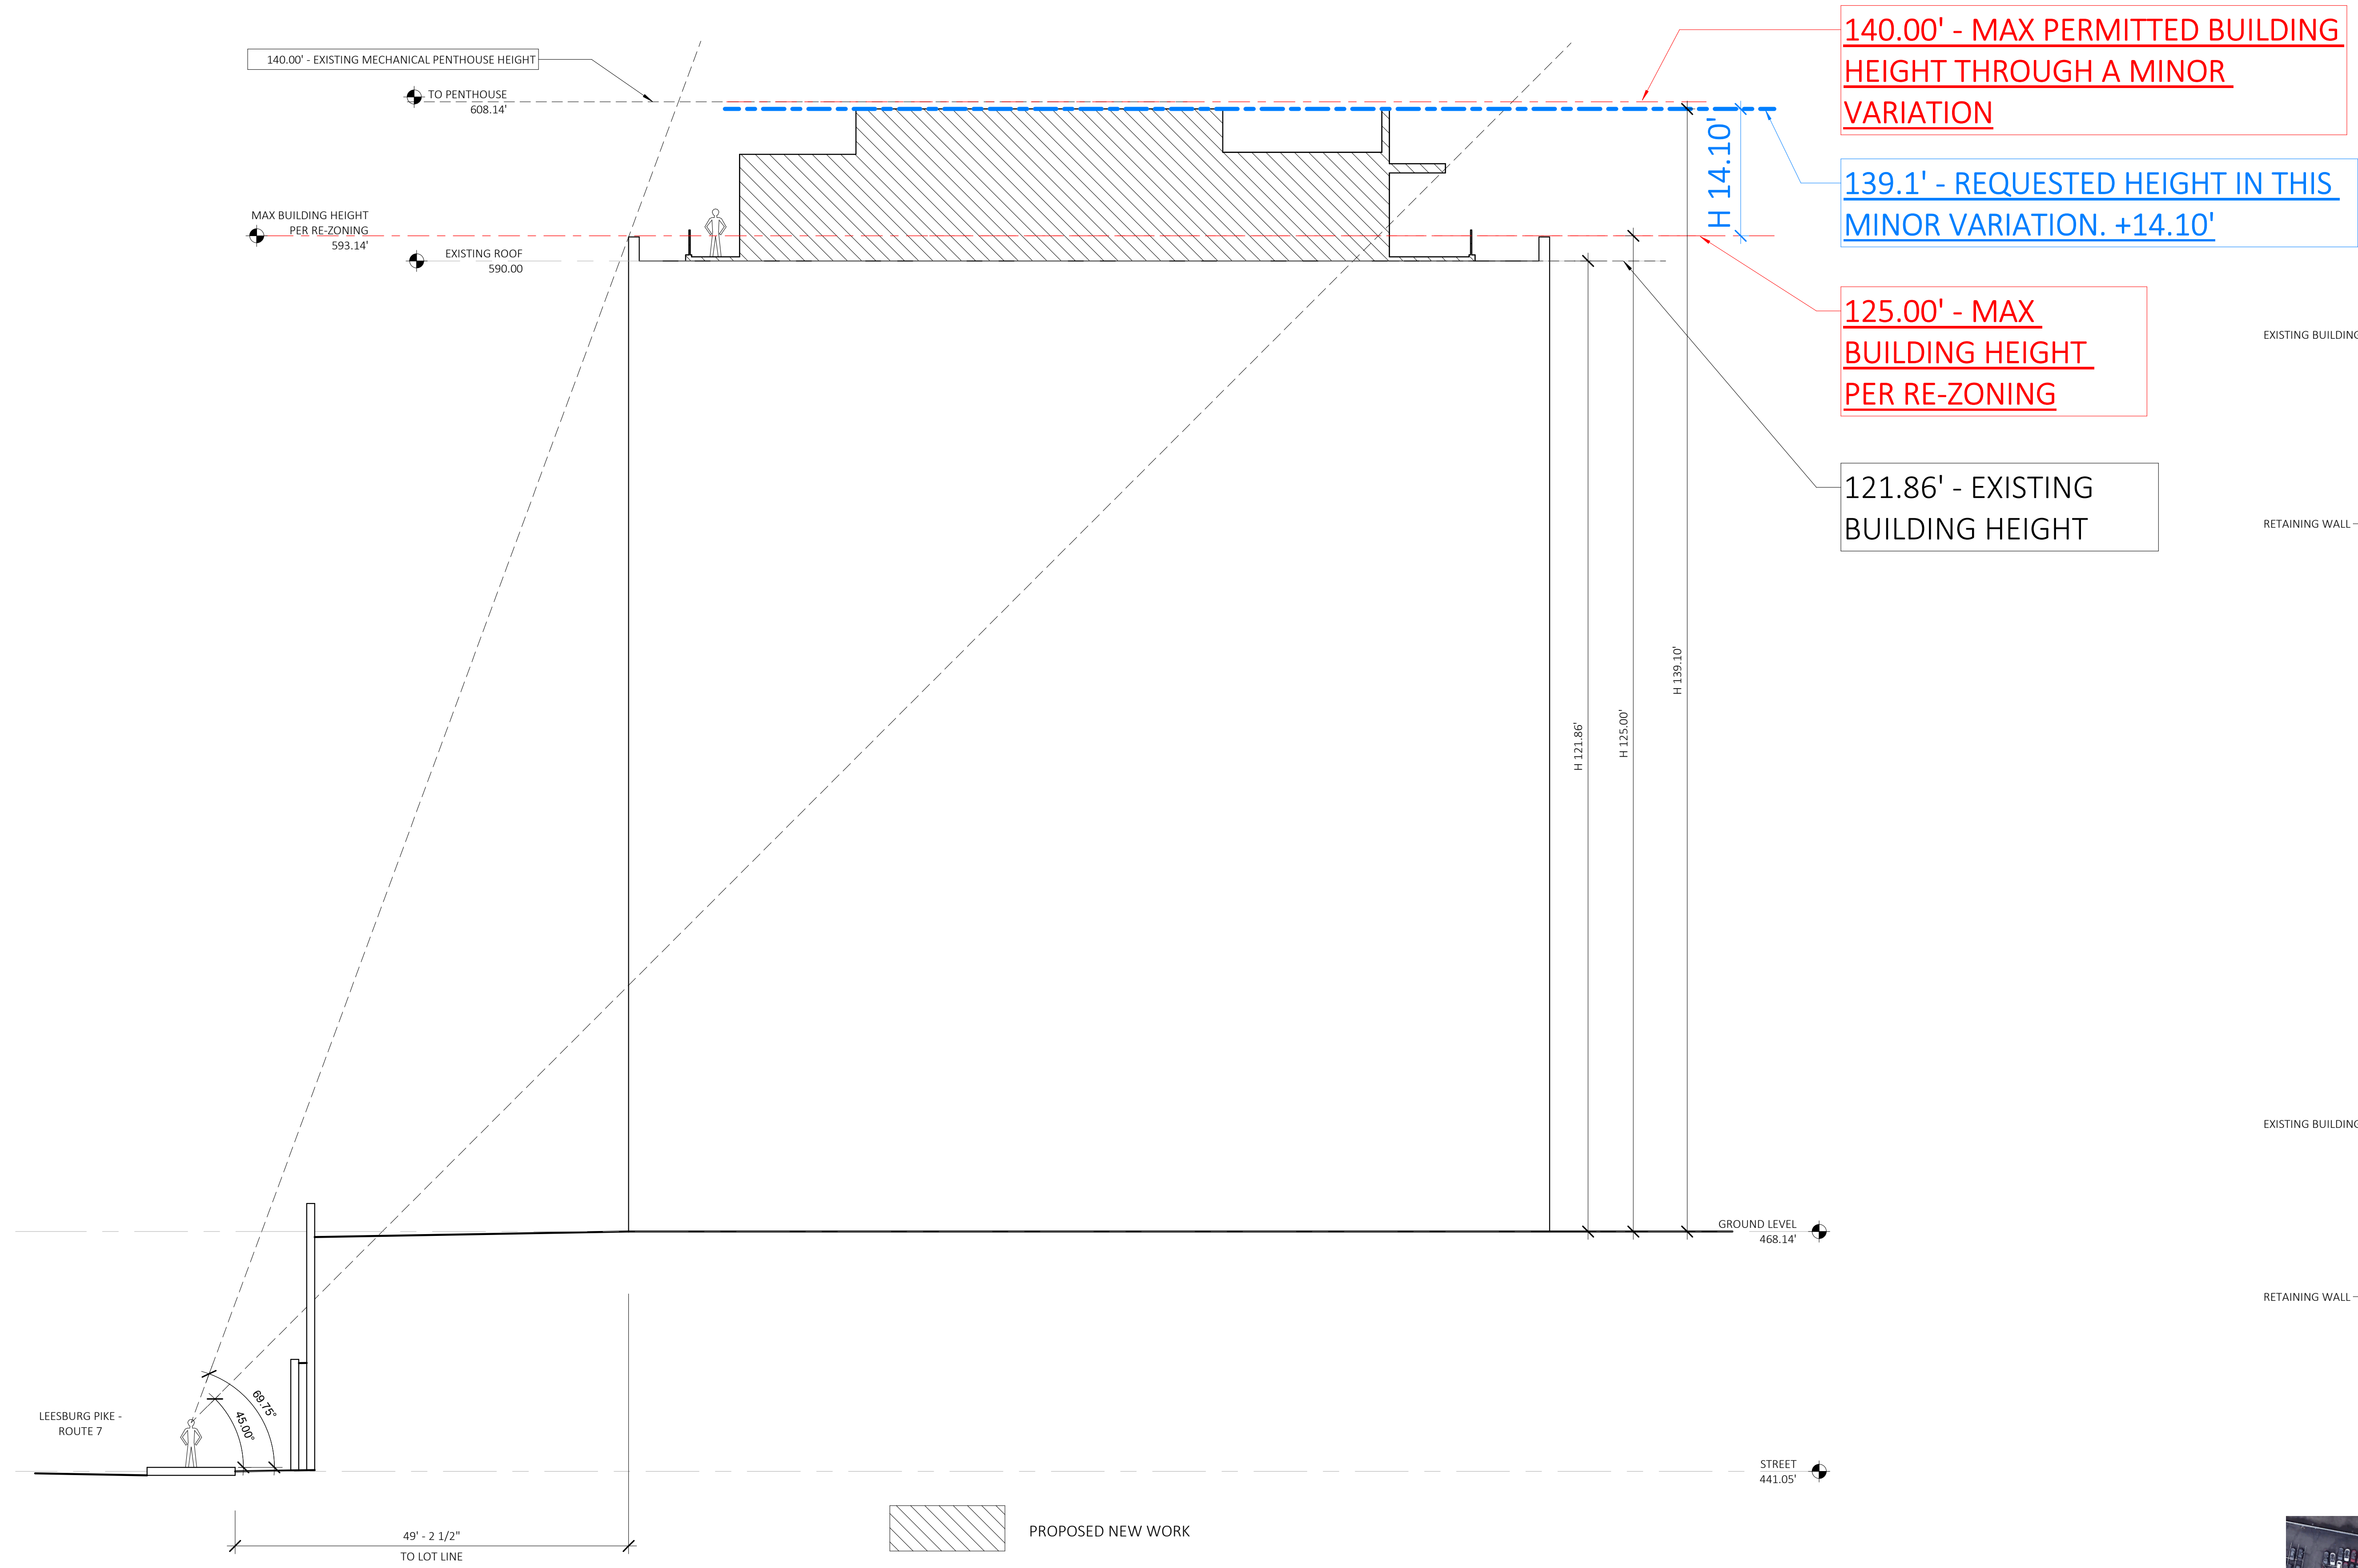 140.00' - MAX PERMITTED BUILDING
HEIGHT THROUGH A MINOR
VARIATION
140.00' - EXISTING MECHANICAL PENTHOUSE HEIGHT
TO PENTHOUSE
608.14'
H 14.10'
139.1' - REQUESTED HEIGHT IN THIS
MINOR VARIATION. +14.10'
MAX BUILDING HEIGHT
PER RE-ZONING
593.14'
EXISTING ROOF
590.00
125.00' - MAX
BUILDING HEIGHT
PER RE-ZONING
EXISTING BUILDING
121.86' - EXISTING
BUILDING HEIGHT
RETAINING WALL
H 121.86'
H 125.00'
H 139.10'
EXISTING BUILDING
GROUND LEVEL
468.14'
RETAINING WALL
69.75°
45.00°
LEESBURG PIKE -
ROUTE 7
STREET
441.05'
49' - 2 1/2"
TO LOT LINE
PROPOSED NEW WORK